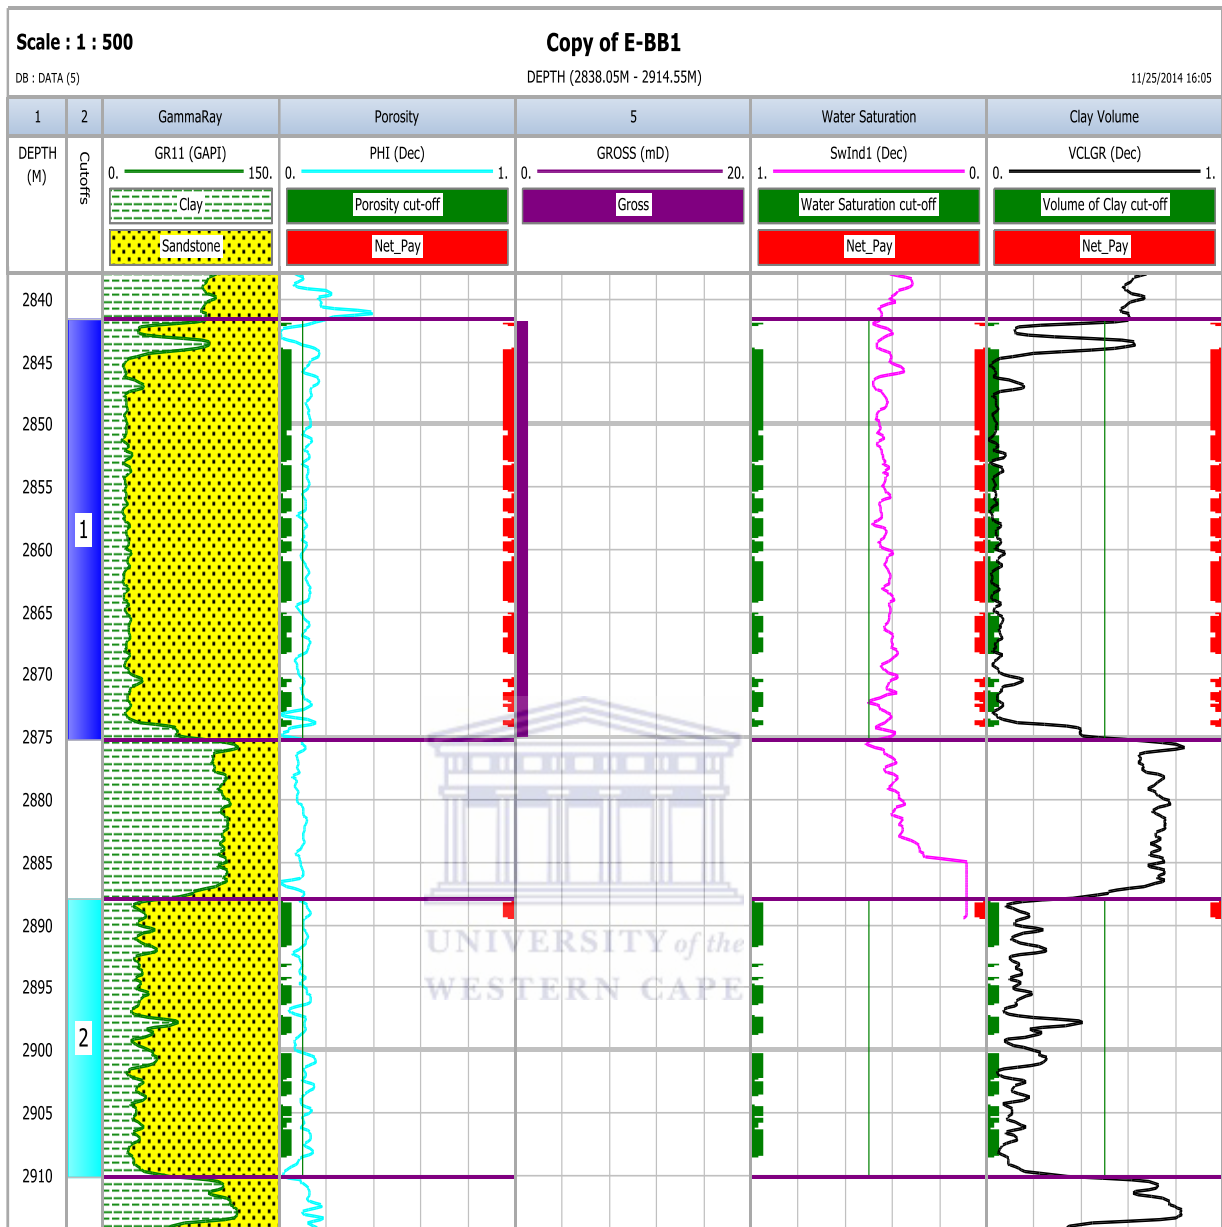 Scale : 1 : 500
Copy of E-BB1
DB : DATA (5)
DEPTH (2838.05M - 2914.55M)
11/25/2014 16:05
1 2 GammaRay Porosity 5 Water Saturation Clay Volume
DEPTH (M)
Cutoffs
GR11 (GAPI)
0. 150.
Clay
Sandstone
PHI (Dec)
0. 1.
Porosity cut-off
Net_Pay
GROSS (mD)
0. 20.
Gross
SwInd1 (Dec)
1. 0.
Water Saturation cut-off
Net_Pay
VCLGR (Dec)
0. 1.
Volume of Clay cut-off
Net_Pay
2840
2845
2850
2855
1
2860
2865
2870
2875
2880
2885
2890
UNIVERSITY of the
2895
WESTERN CAPE
2
2900
2905
2910